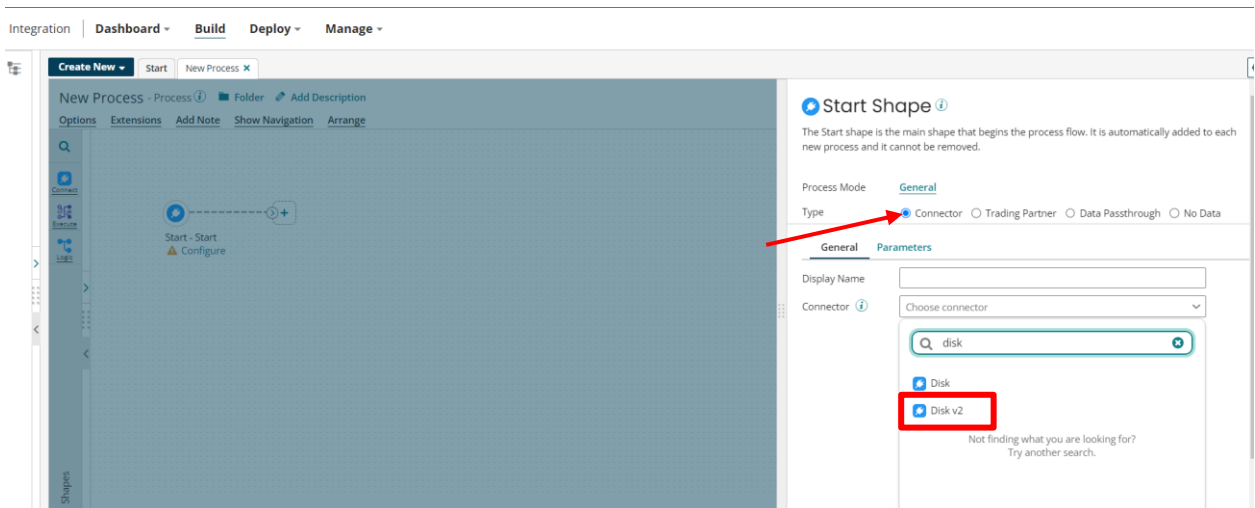 Integration Dashboard Build Deploy Manage
Create New Start New Process
New Process - Process Folder Add Description
Options Extensions Add Note Show Navigation Arrange
Connect
Execute
Logic
Start - Start
Configure
Shapes
Start Shape
The Start shape is the main shape that begins the process flow. It is automatically added to each
new process and it cannot be removed.
Process Mode General
Type Connector Trading Partner Data Passthrough No Data
General Parameters
Display Name
Connector Choose connector
disk
Disk
Disk v2
Not finding what you are looking for?
Try another search.